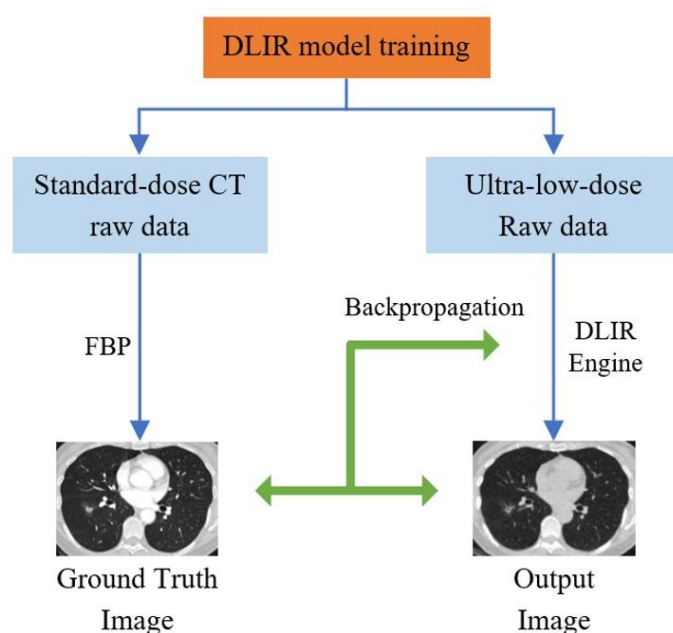 DLIR model training
Standard-dose CT
raw data
Ultra-low-dose
Raw data
Backpropagation
FBP
DLIR
Engine
Ground Truth
Image
Output
Image